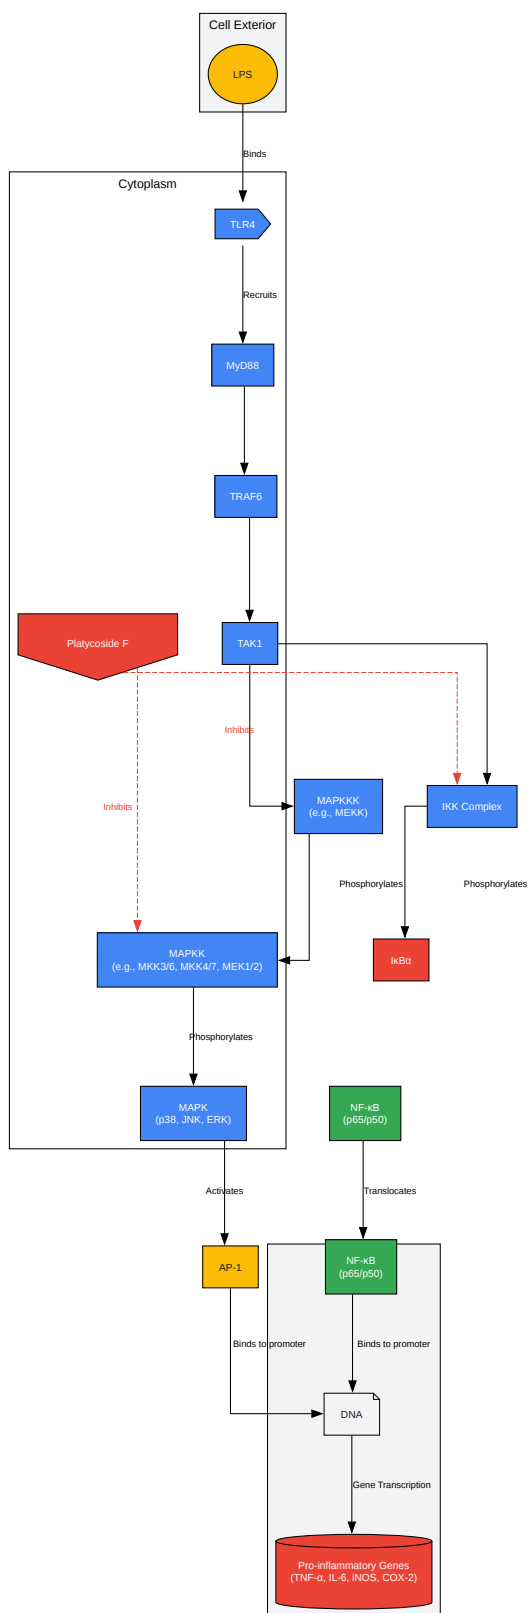 Cell Exterior
LPS
Binds
Cytoplasm
TLR4
Recruits
MyD88
TRAF6
Platycoside F
TAK1
Inhibits
Inhibits
MAPKKK
(e.g., MEKK)
IKK Complex
Phosphorylates
Phosphorylates
MAPKK
(e.g., MKK3/6, MKK4/7, MEK1/2)
IκBα
Phosphorylates
MAPK
(p38, JNK, ERK)
NF-κB
(p65/p50)
Activates
Translocates
AP-1
NF-κB
(p65/p50)
Binds to promoter
Binds to promoter
DNA
Gene Transcription
Pro-inflammatory Genes
(TNF-α, IL-6, iNOS, COX-2)